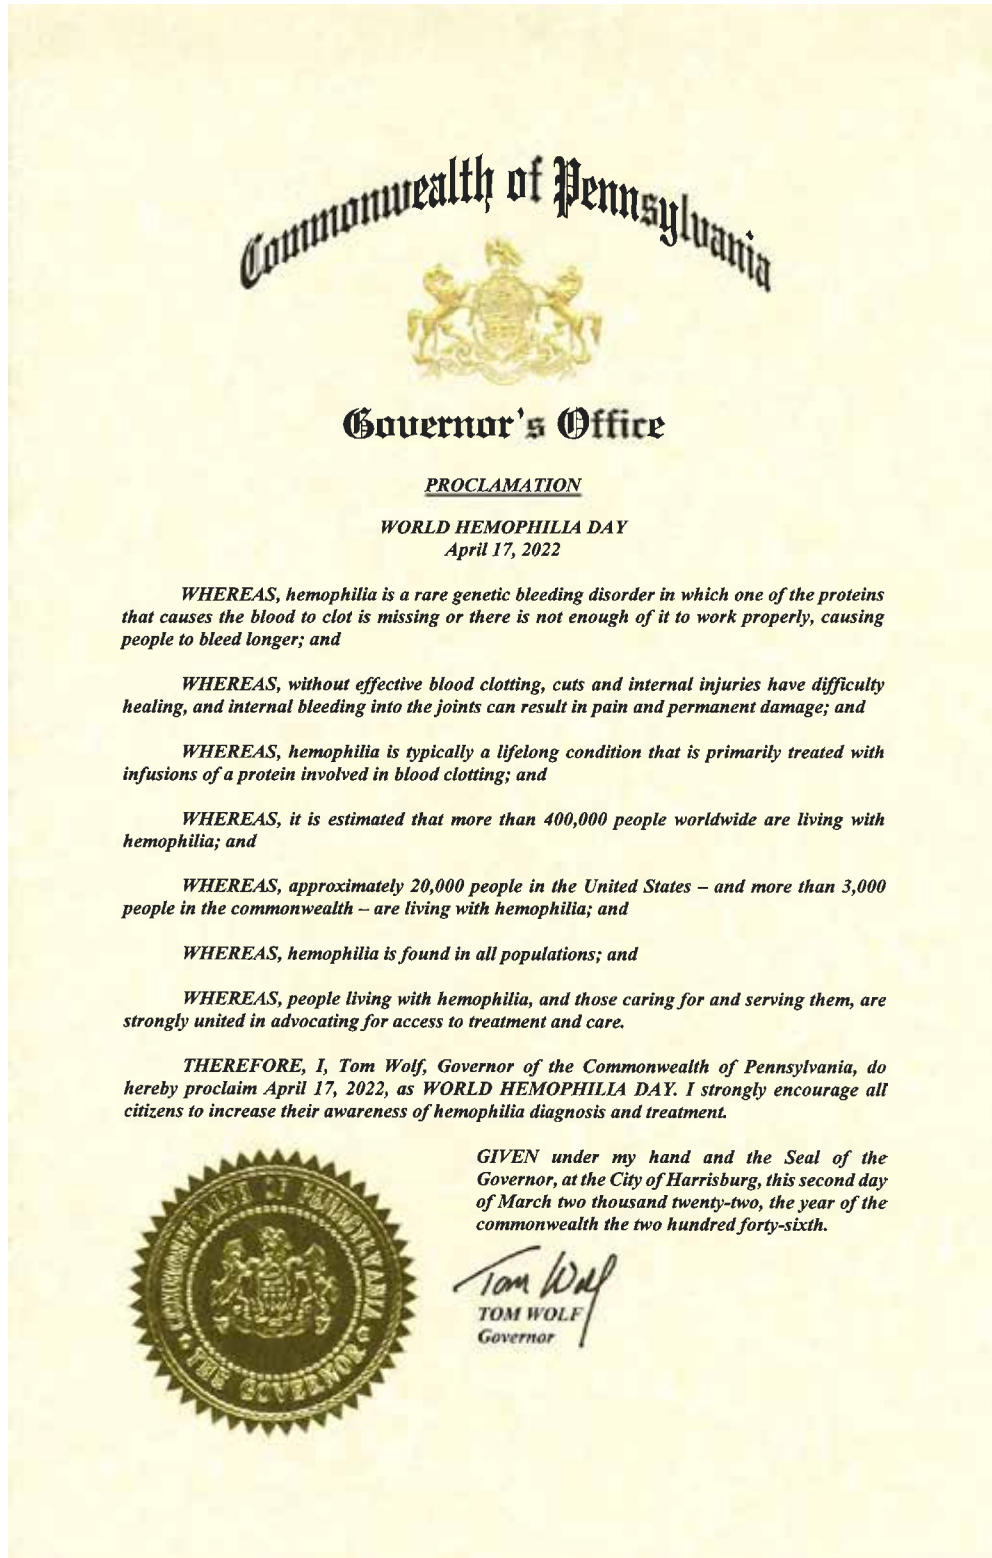 Commonwealth of Pennsylvania
Governor's Office
PROCLAMATION
WORLD HEMOPHILIA DAY
April 17, 2022
WHEREAS, hemophilia is a rare genetic bleeding disorder in which one of the proteins
that causes the blood to clot is missing or there is not enough of it to work properly, causing
people to bleed longer; and
WHEREAS, without effective blood clotting, cuts and internal injuries have difficulty
healing, and internal bleeding into the joints can result in pain and permanent damage; and
WHEREAS, hemophilia is typically a lifelong condition that is primarily treated with
infusions of a protein involved in blood clotting; and
WHEREAS, it is estimated that more than 400,000 people worldwide are living with
hemophilia; and
WHEREAS, approximately 20,000 people in the United States – and more than 3,000
people in the commonwealth – are living with hemophilia; and
WHEREAS, hemophilia is found in all populations; and
WHEREAS, people living with hemophilia, and those caring for and serving them, are
strongly united in advocating for access to treatment and care.
THEREFORE, I, Tom Wolf, Governor of the Commonwealth of Pennsylvania, do
hereby proclaim April 17, 2022, as WORLD HEMOPHILIA DAY. I strongly encourage all
citizens to increase their awareness of hemophilia diagnosis and treatment.
GIVEN under my hand and the Seal of the
Governor, at the City of Harrisburg, this second day
of March two thousand twenty-two, the year of the
commonwealth the two hundred forty-sixth.
Tom Wolf
TOM WOLF
Governor
COMMONWEALTH OF PENNSYLVANIA
THE GOVERNOR